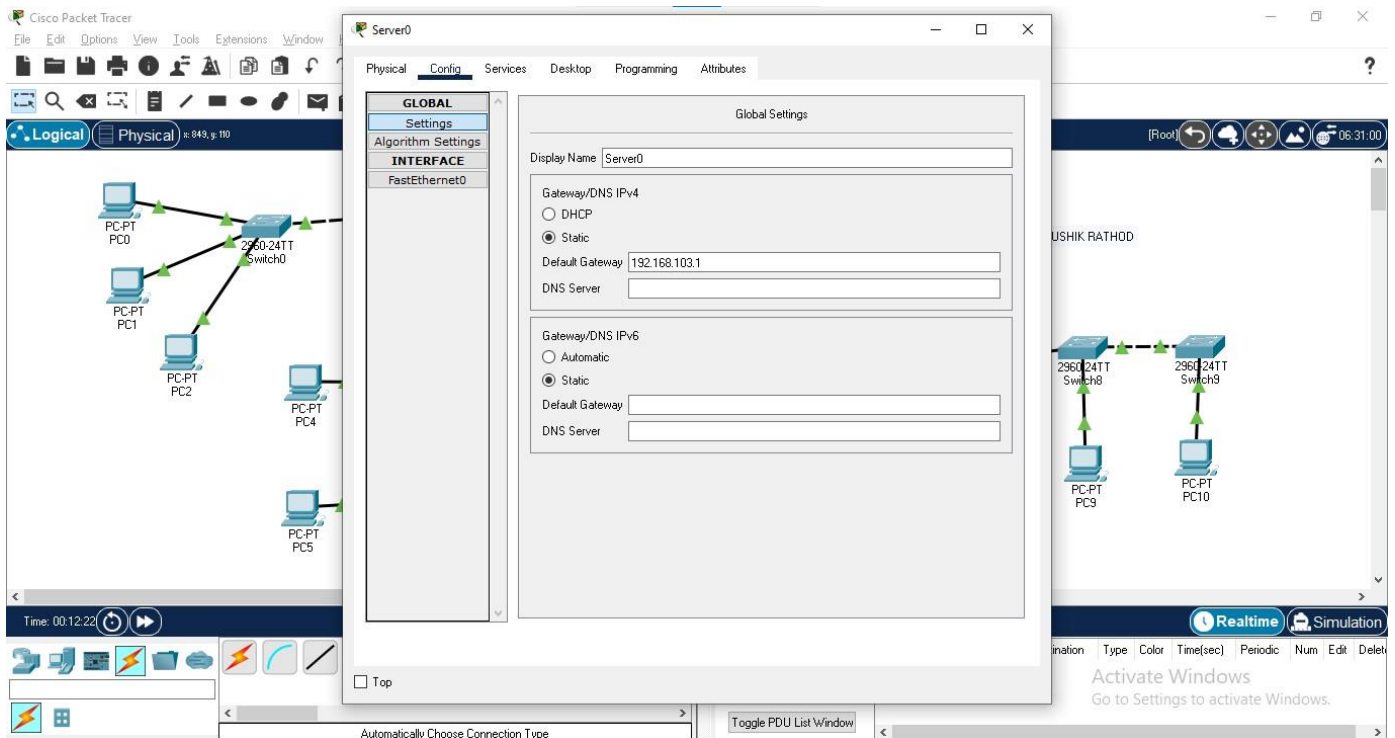 Cisco Packet Tracer
File Edit Options View Tools Extensions Window
?
Logical Physical x: 849, y: 110
[Root] 06:31:00
PC-PT
PC0
2960-24TT
Switch0
PC-PT
PC1
PC-PT
PC2
PC-PT
PC4
PC-PT
PC5
Server0
Physical Config Services Desktop Programming Attributes
GLOBAL
Settings
Algorithm Settings
INTERFACE
FastEthernet0
Global Settings
Display Name Server0
Gateway/DNS IPv4
DHCP
Static
Default Gateway 192.168.103.1
DNS Server
Gateway/DNS IPv6
Automatic
Static
Default Gateway
DNS Server
Top
USHIK RATHOD
2960-24TT
Switch8
2960-24TT
Switch9
PC-PT
PC9
PC-PT
PC10
Time: 00:12:22
Realtime Simulation
ination Type Color Time(sec) Periodic Num Edit Delet
Activate Windows
Go to Settings to activate Windows.
Toggle PDU List Window
Automatically Choose Connection Type